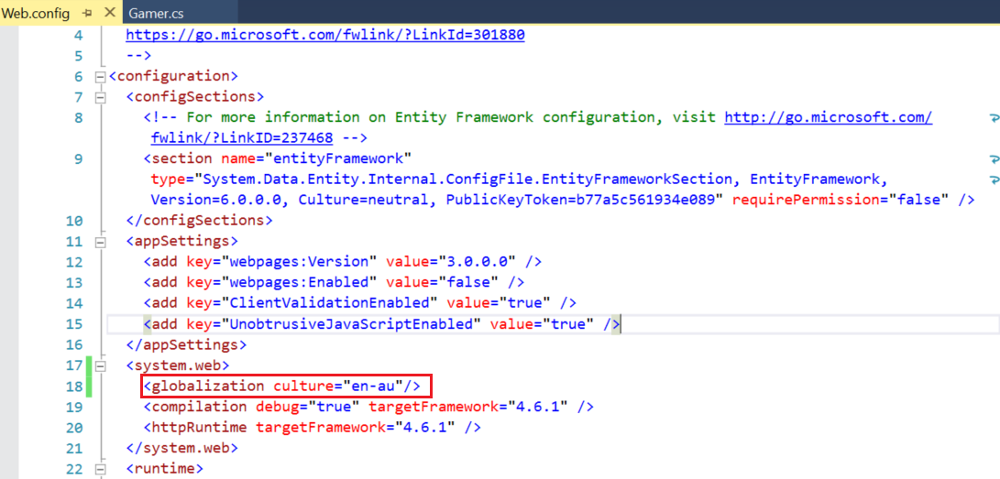 Web.config Gamer.cs
4 https://go.microsoft.com/fwlink/?LinkId=301880
5 -->
6 <configuration>
7 <configSections>
8 <!-- For more information on Entity Framework configuration, visit http://go.microsoft.com/
fwlink/?LinkID=237468 -->
9 <section name="entityFramework"
type="System.Data.Entity.Internal.ConfigFile.EntityFrameworkSection, EntityFramework,
Version=6.0.0.0, Culture=neutral, PublicKeyToken=b77a5c561934e089" requirePermission="false" />
10 </configSections>
11 <appSettings>
12 <add key="webpages:Version" value="3.0.0.0" />
13 <add key="webpages:Enabled" value="false" />
14 <add key="ClientValidationEnabled" value="true" />
15 <add key="UnobtrusiveJavaScriptEnabled" value="true" />
16 </appSettings>
17 <system.web>
18 <globalization culture="en-au"/>
19 <compilation debug="true" targetFramework="4.6.1" />
20 <httpRuntime targetFramework="4.6.1" />
21 </system.web>
22 <runtime>